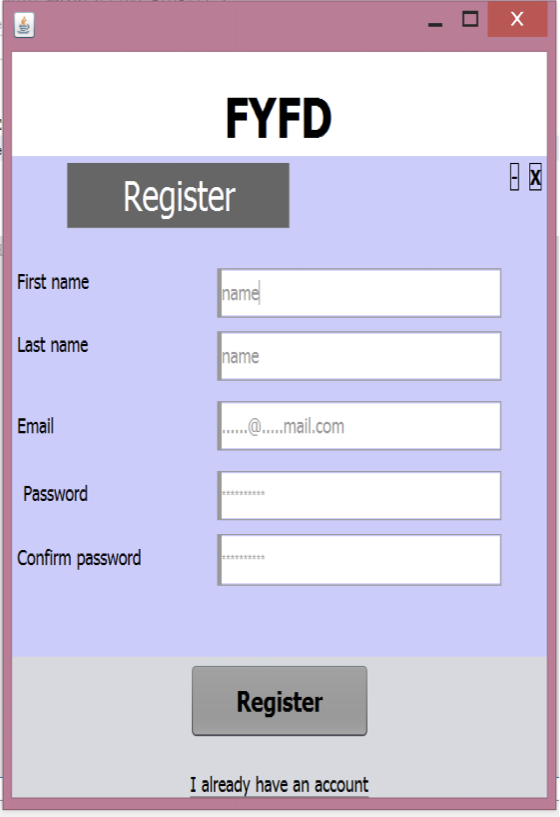 X
FYFD
Register
- X
First name
name
Last name
name
Email
......@.....mail.com
Password
**********
Confirm password
**********
Register
I already have an account